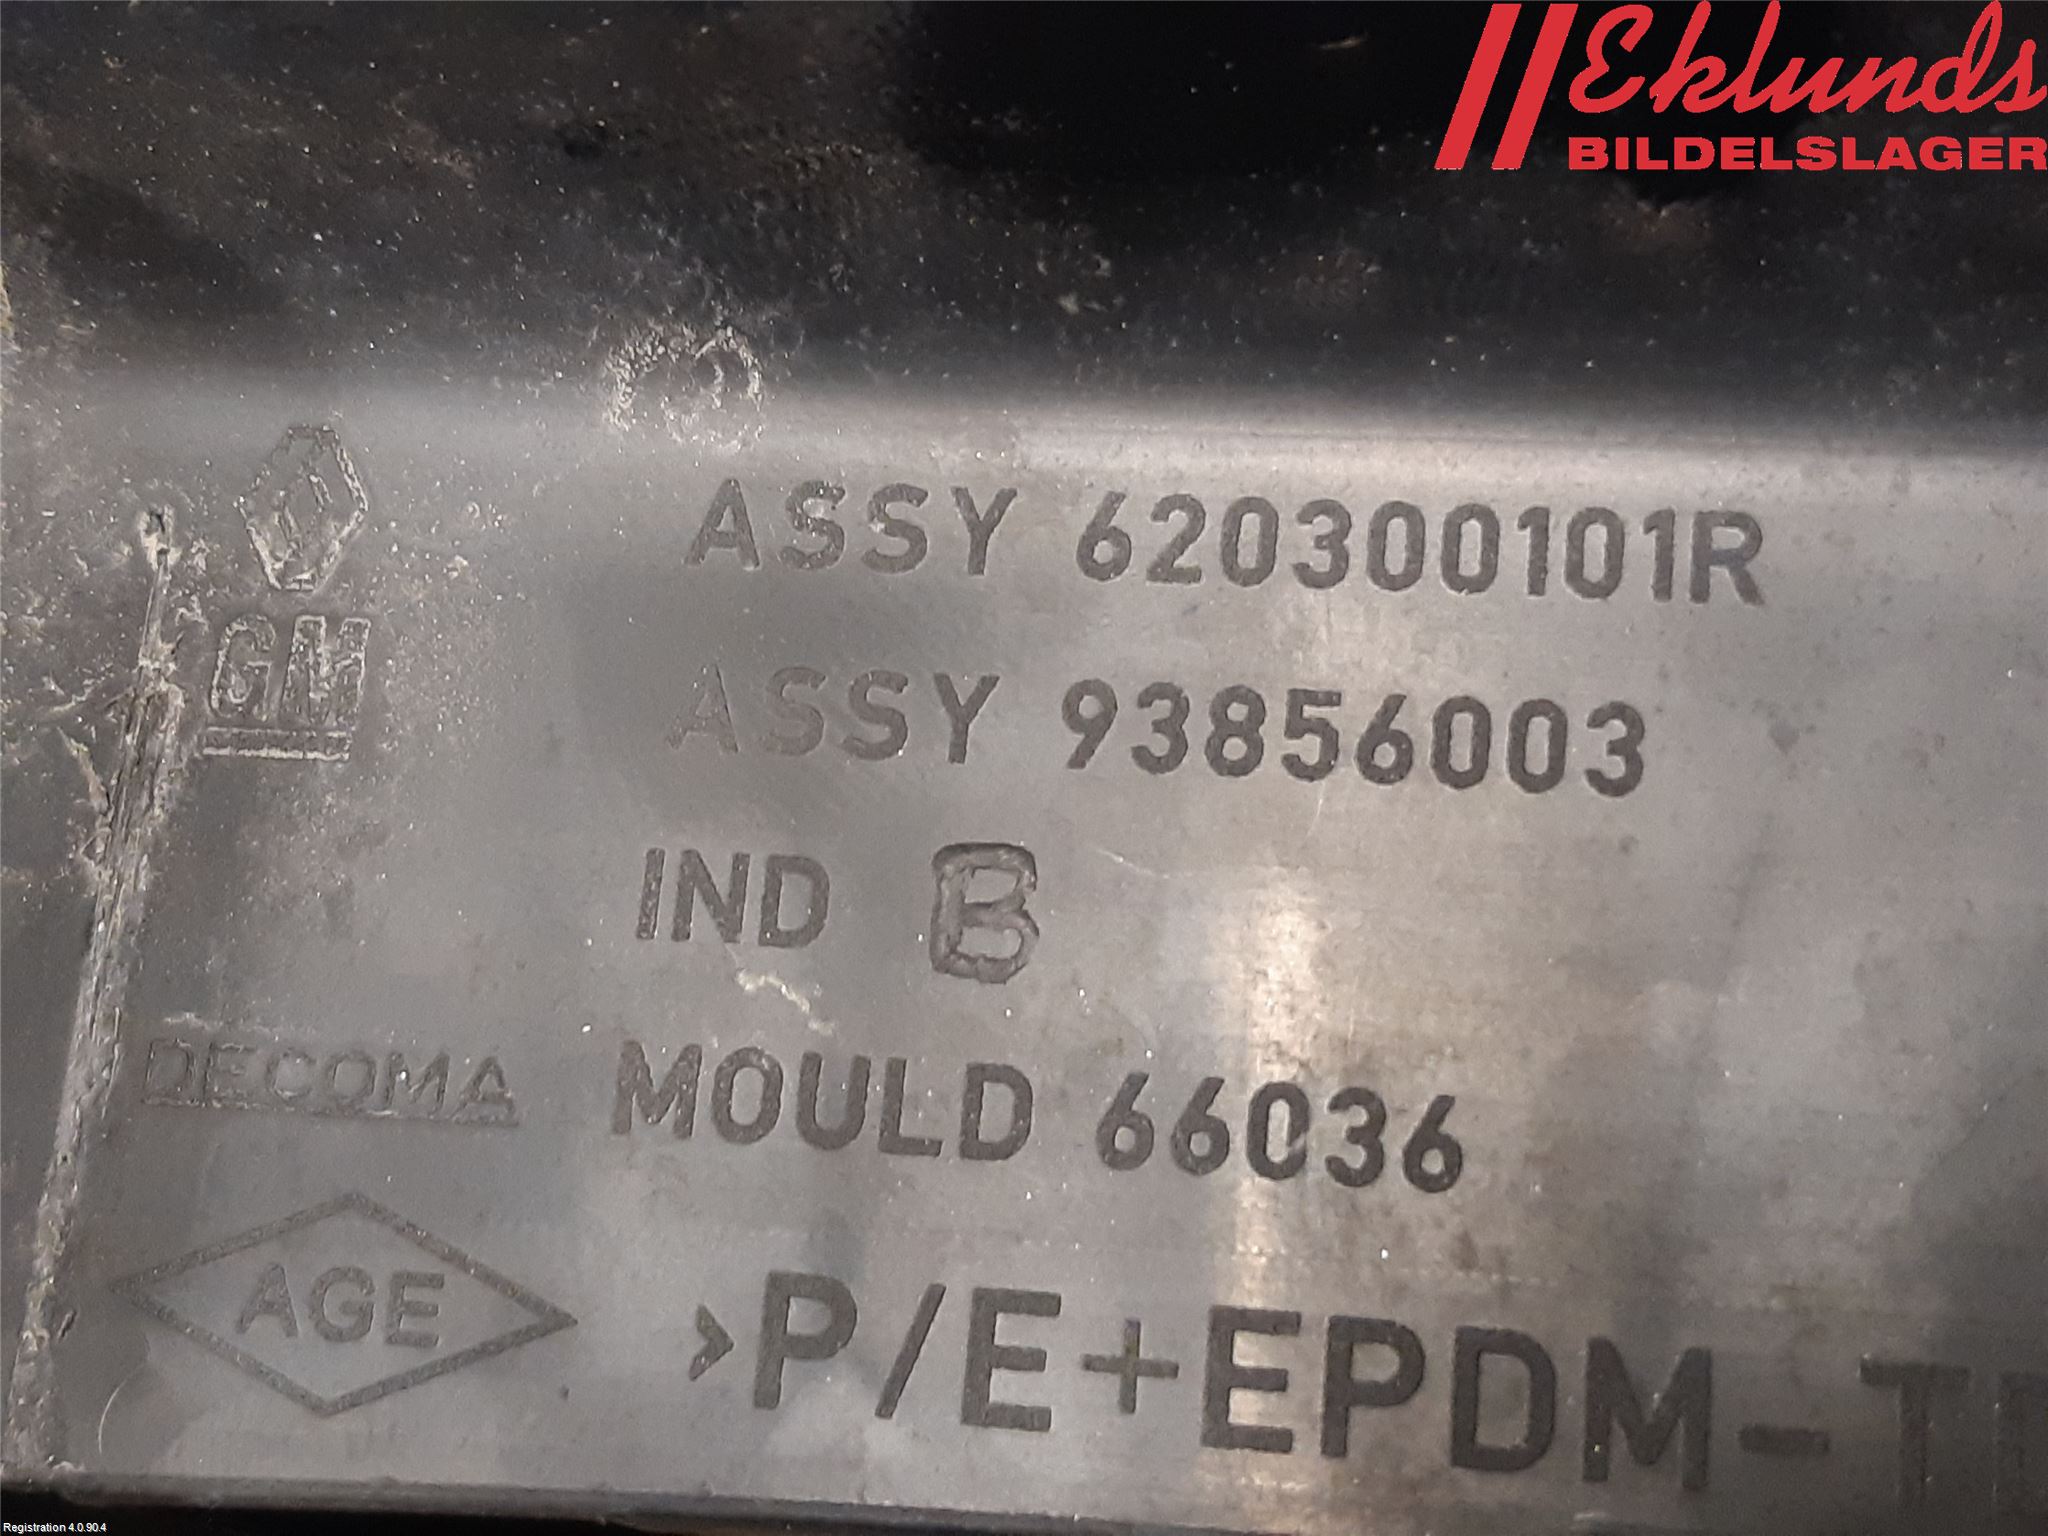 Eklunds
BILDELSLAGER
ASSY 620300101R
GM
ASSY 93856003
IND B
DECOMA MOULD 66036
AGE >P/E+EPDM-T
Registration 4.0.90.4